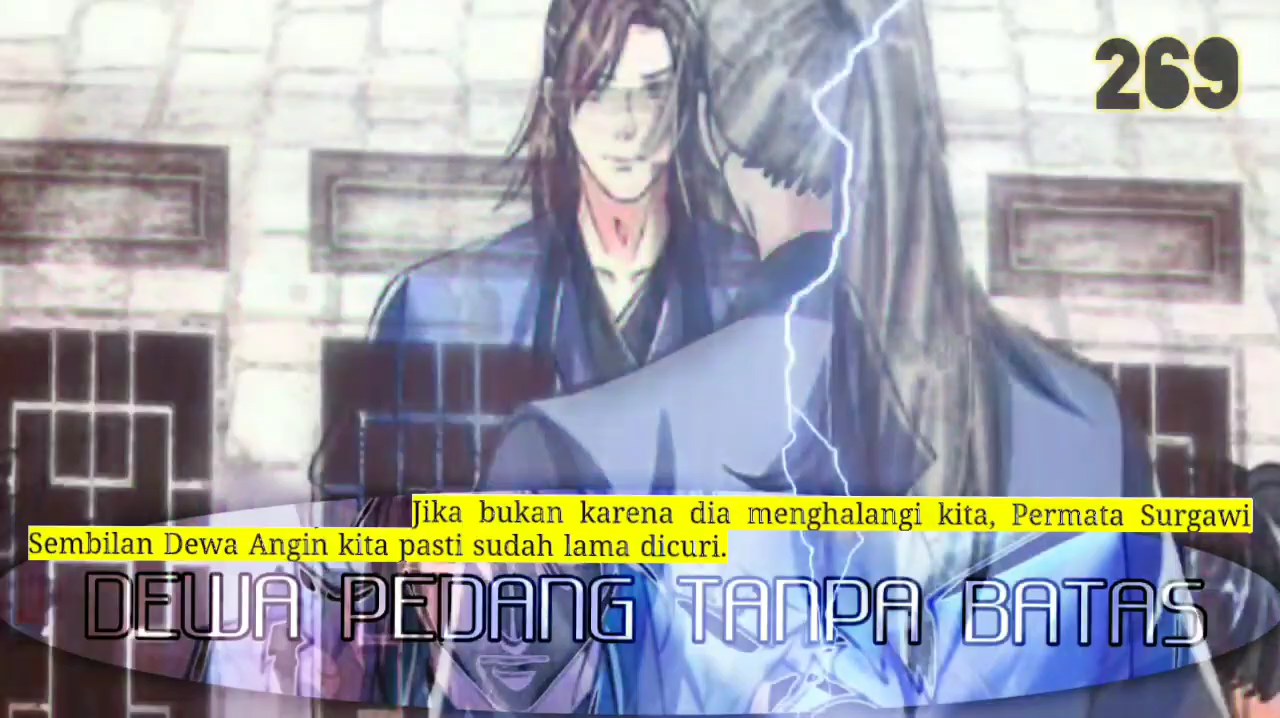 269
Jika bukan karena dia menghalangi kita, Permata Surgawi
Sembilan Dewa Angin kita pasti sudah lama dicuri.
DEWA PEDANG TANPA BATAS